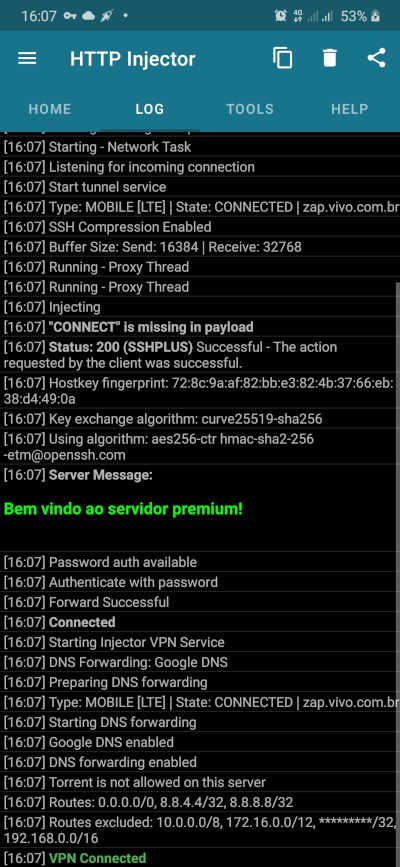 16:07 53%
HTTP Injector
HOME LOG TOOLS HELP
[16:07] Starting - Network Task
[16:07] Listening for incoming connection
[16:07] Start tunnel service
[16:07] Type: MOBILE [LTE] | State: CONNECTED | zap.vivo.com.br
[16:07] SSH Compression Enabled
[16:07] Buffer Size: Send: 16384 | Receive: 32768
[16:07] Running - Proxy Thread
[16:07] Running - Proxy Thread
[16:07] Injecting
[16:07] "CONNECT" is missing in payload
[16:07] Status: 200 (SSHPLUS) Successful - The action
requested by the client was successful.
[16:07] Hostkey fingerprint: 72:8c:9a:af:82:bb:e3:82:4b:37:66:eb:
38:d4:49:0a
[16:07] Key exchange algorithm: curve25519-sha256
[16:07] Using algorithm: aes256-ctr hmac-sha2-256
-etm@openssh.com
[16:07] Server Message:
Bem vindo ao servidor premium!
[16:07] Password auth available
[16:07] Authenticate with password
[16:07] Forward Successful
[16:07] Connected
[16:07] Starting Injector VPN Service
[16:07] DNS Forwarding: Google DNS
[16:07] Preparing DNS forwarding
[16:07] Type: MOBILE [LTE] | State: CONNECTED | zap.vivo.com.br
[16:07] Starting DNS forwarding
[16:07] Google DNS enabled
[16:07] DNS forwarding enabled
[16:07] Torrent is not allowed on this server
[16:07] Routes: 0.0.0.0/0, 8.8.4.4/32, 8.8.8.8/32
[16:07] Routes excluded: 10.0.0.0/8, 172.16.0.0/12, *********/32,
192.168.0.0/16
[16:07] VPN Connected